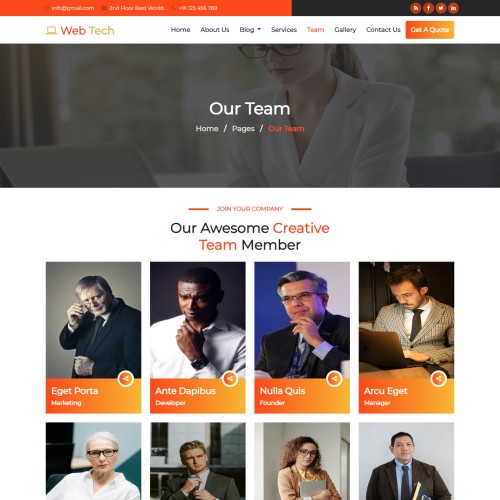 info@gmail.com 2nd Floor Best World. +91 123 456 789
Web Tech Home About Us Blog Services Team Gallery Contact Us Get A Quote
Our Team
Home / Pages / Our Team
JOIN YOUR COMPANY
Our Awesome Creative
Team Member
Eget Porta Ante Dapibus Nulla Quis Arcu Eget
Marketing Developer Founder Manager